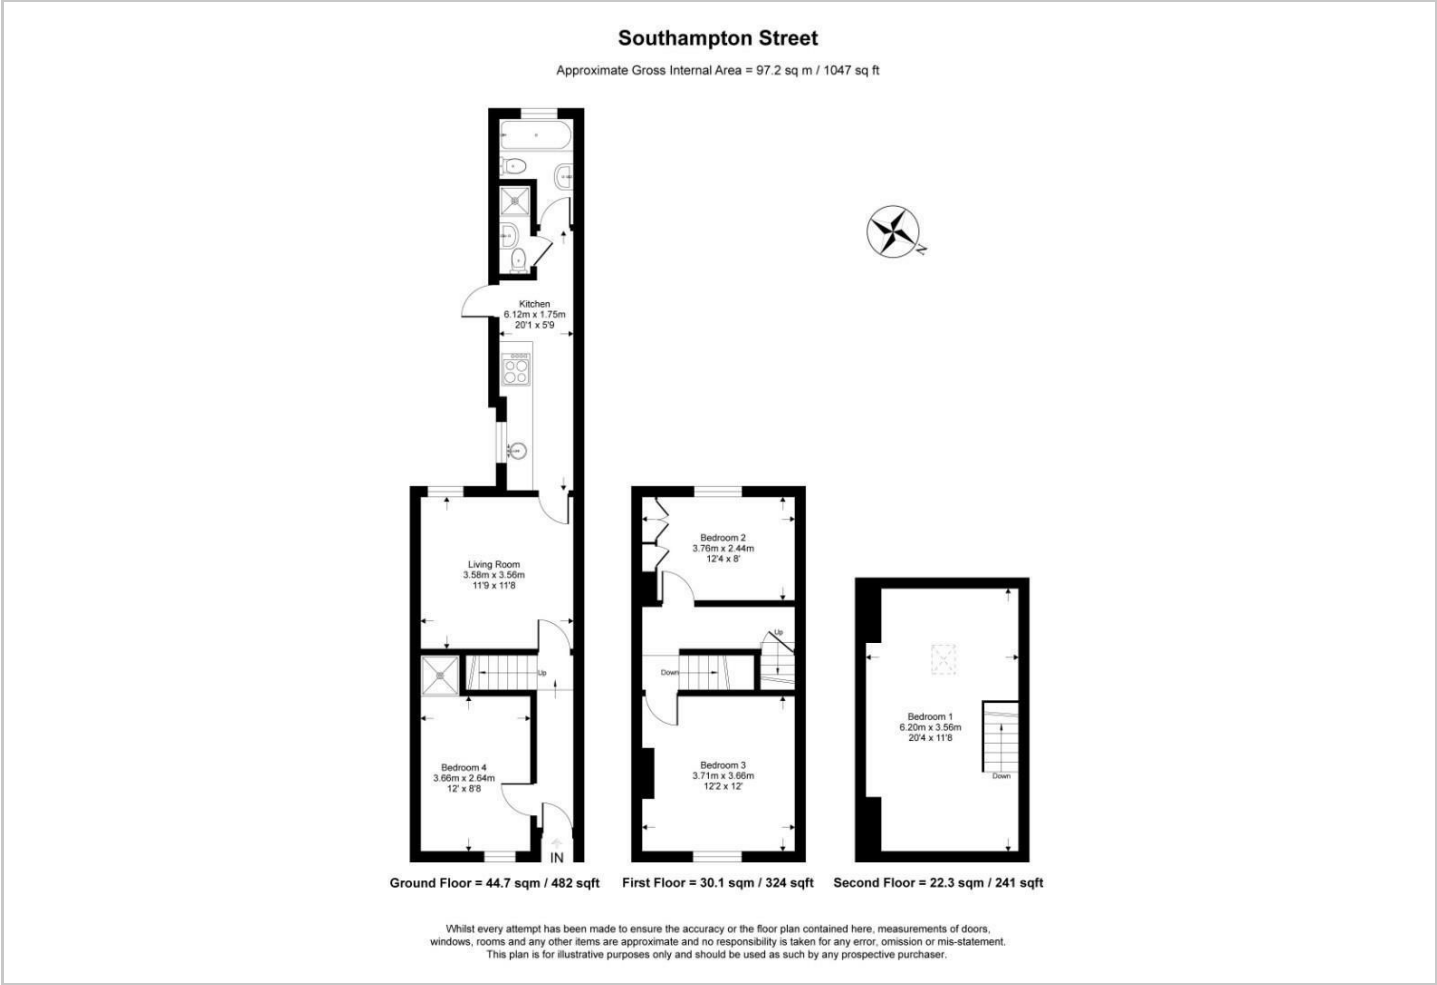 Southampton Street
Approximate Gross Internal Area = 97.2 sq m / 1047 sq ft
N
Kitchen
6.12m x 1.75m
20'1 x 5'9
Living Room
3.58m x 3.56m
11'9 x 11'8
Up
Bedroom 4
3.66m x 2.64m
12' x 8'8
IN
Ground Floor = 44.7 sqm / 482 sqft
Bedroom 2
3.76m x 2.44m
12'4 x 8'
Up
Down
Bedroom 3
3.71m x 3.66m
12'2 x 12'
First Floor = 30.1 sqm / 324 sqft
Bedroom 1
6.20m x 3.56m
20'4 x 11'8
Down
Second Floor = 22.3 sqm / 241 sqft
Whilst every attempt has been made to ensure the accuracy or the floor plan contained here, measurements of doors,
windows, rooms and any other items are approximate and no responsibility is taken for any error, omission or mis-statement.
This plan is for illustrative purposes only and should be used as such by any prospective purchaser.